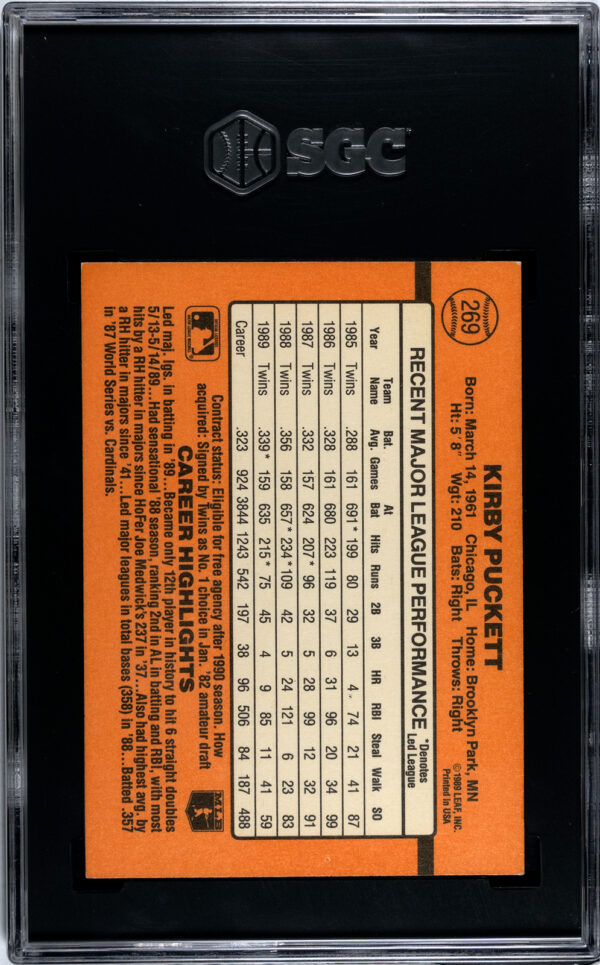 SGC
269
KIRBY PUCKETT
Born: March 14, 1961 Chicago, IL Home: Brooklyn Park, MN
Ht: 5' 8" Wgt: 210 Bats: Right Throws: Right
©1989 LEAF, INC.
Printed in USA
RECENT MAJOR LEAGUE PERFORMANCE *Denotes
Led League
Year Team Name Bat. Avg. Games At Bat Hits Runs 2B 3B HR RBI Steal Walk SO
1985 Twins .288 161 691* 199 80 29 13 4 74 21 41 87
1986 Twins .328 161 680 223 119 37 6 31 96 20 34 99
1987 Twins .332 157 624 207* 96 32 5 28 99 12 32 91
1988 Twins .356 158 657* 234* 109 42 5 24 121 6 23 83
1989 Twins .339* 159 635 215* 75 45 4 9 85 11 41 59
Career .323 924 3844 1243 542 197 38 96 506 84 187 488
Contract status: Eligible for free agency after 1990 season. How
acquired: Signed by Twins as No. 1 choice in Jan. '82 amateur draft
CAREER HIGHLIGHTS
MLB
Led maj. lgs. in batting in '89...Became only 12th player in history to hit 6 straight doubles
5/13-5/14/89...Had sensational '88 season, ranking 2nd in AL in batting and RBI, with most
hits by a RH hitter in majors since HoFer Joe Medwick's 237 in '37...Also had highest avg. by
a RH hitter in majors since '41...Led major leagues in total bases (358) in '88...Batted .357
in '87 World Series vs. Cardinals.